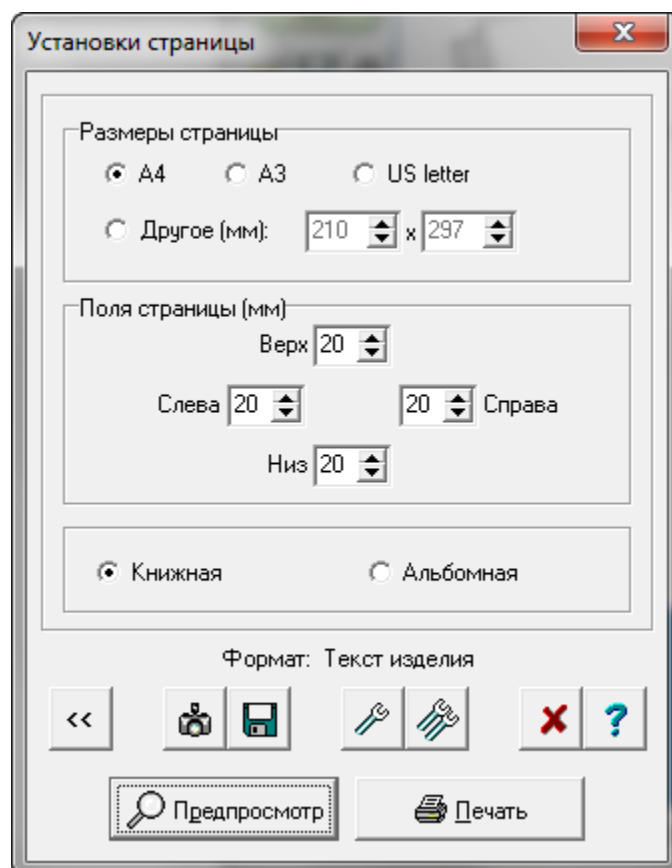 Установки страницы
Размеры страницы
A4 A3 US letter
Другое (мм): 210 x 297
Поля страницы (мм)
Верх 20
Слева 20 20 Справа
Низ 20
Книжная Альбомная
Формат: Текст изделия
<< ?
Предпросмотр Печать